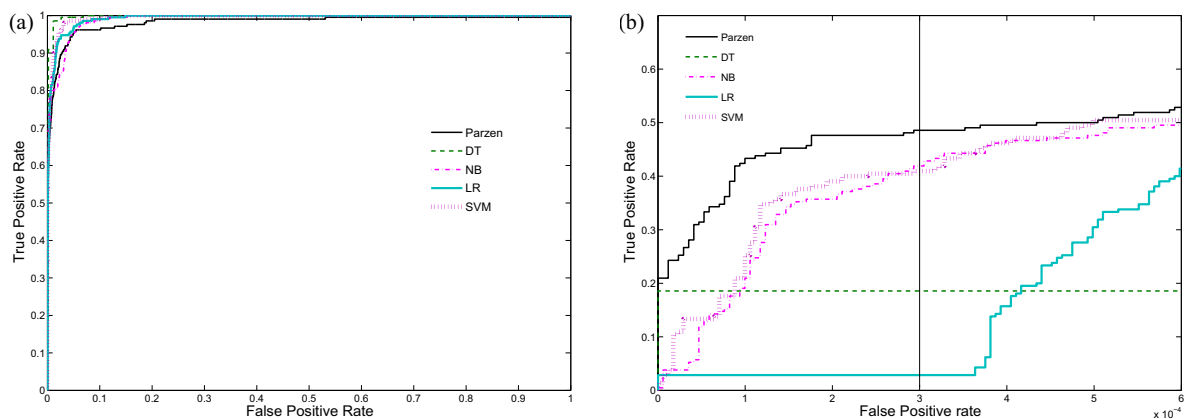 (a)
1
0.9
0.8
0.7
0.6
0.5
0.4
0.3
0.2
0.1
0
True Positive Rate
0 0.1 0.2 0.3 0.4 0.5 0.6 0.7 0.8 0.9 1
False Positive Rate
Parzen
DT
NB
LR
SVM
(b)
0.6
0.5
0.4
0.3
0.2
0.1
0
True Positive Rate
0 1 2 3 4 5 6
x 10⁻⁶
False Positive rate
Parzen
DT
NB
LR
SVM